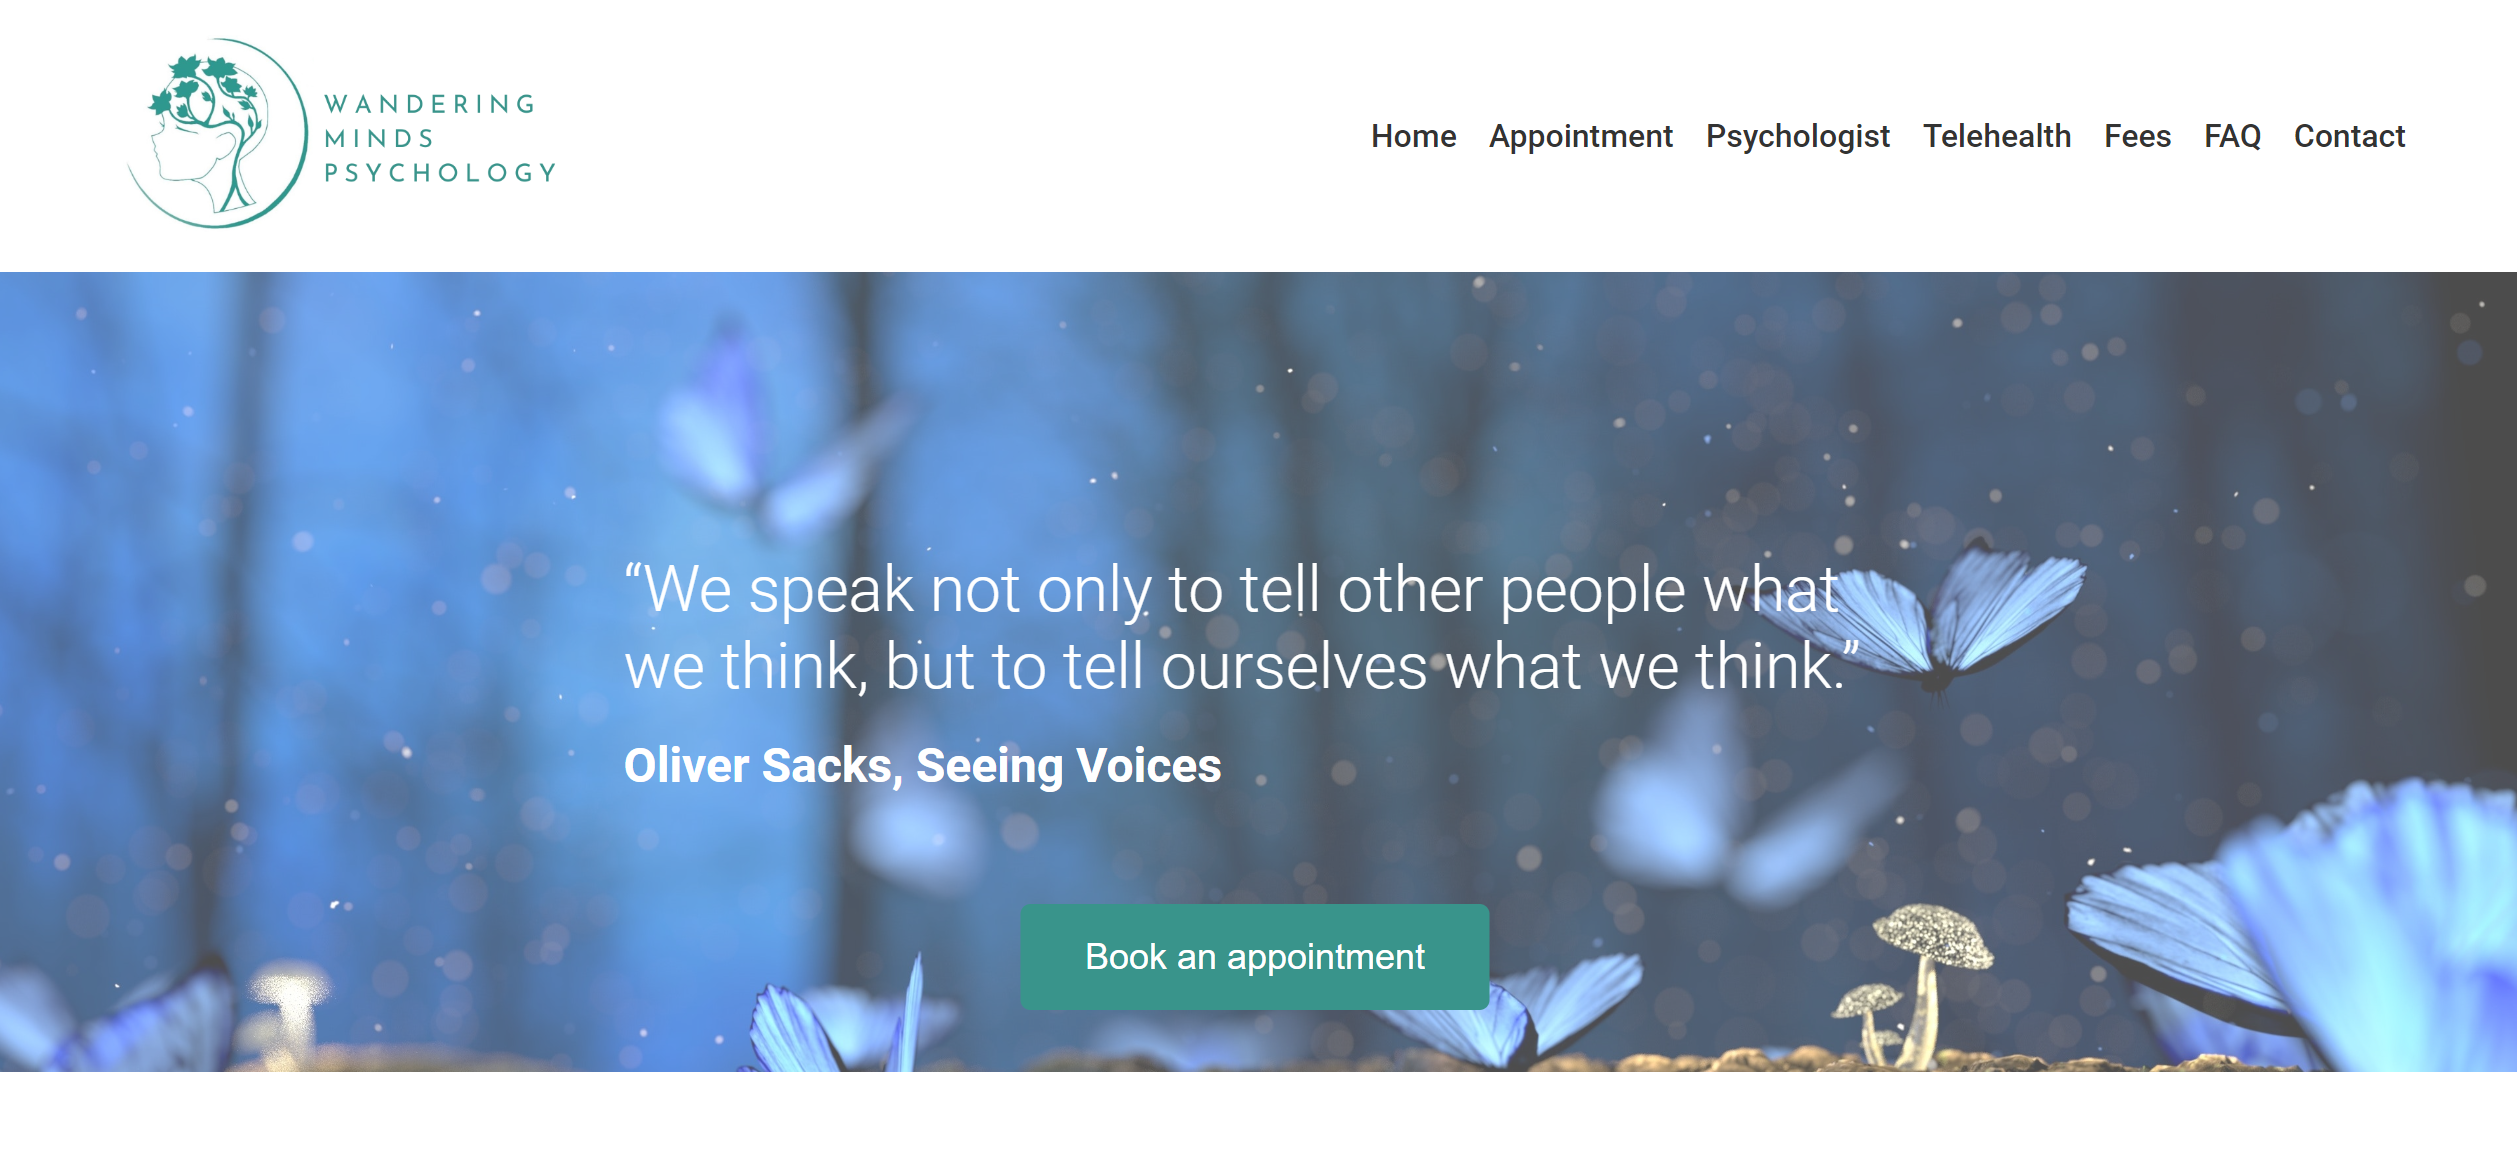 WANDERING
MINDS
PSYCHOLOGY
Home Appointment Psychologist Telehealth Fees FAQ Contact
“We speak not only to tell other people what
we think, but to tell ourselves what we think.”
Oliver Sacks, Seeing Voices
Book an appointment